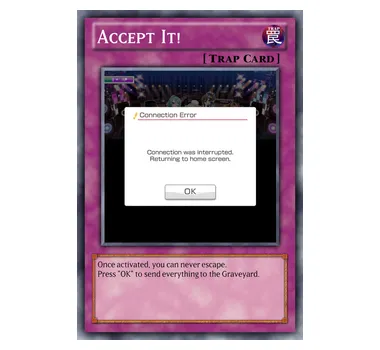 ACCEPT IT!
TRAP
罠
[TRAP CARD]
Connection Error
Connection was interrupted.
Returning to home screen.
OK
Once activated, you can never escape.
Press "OK" to send everything to the Graveyard.